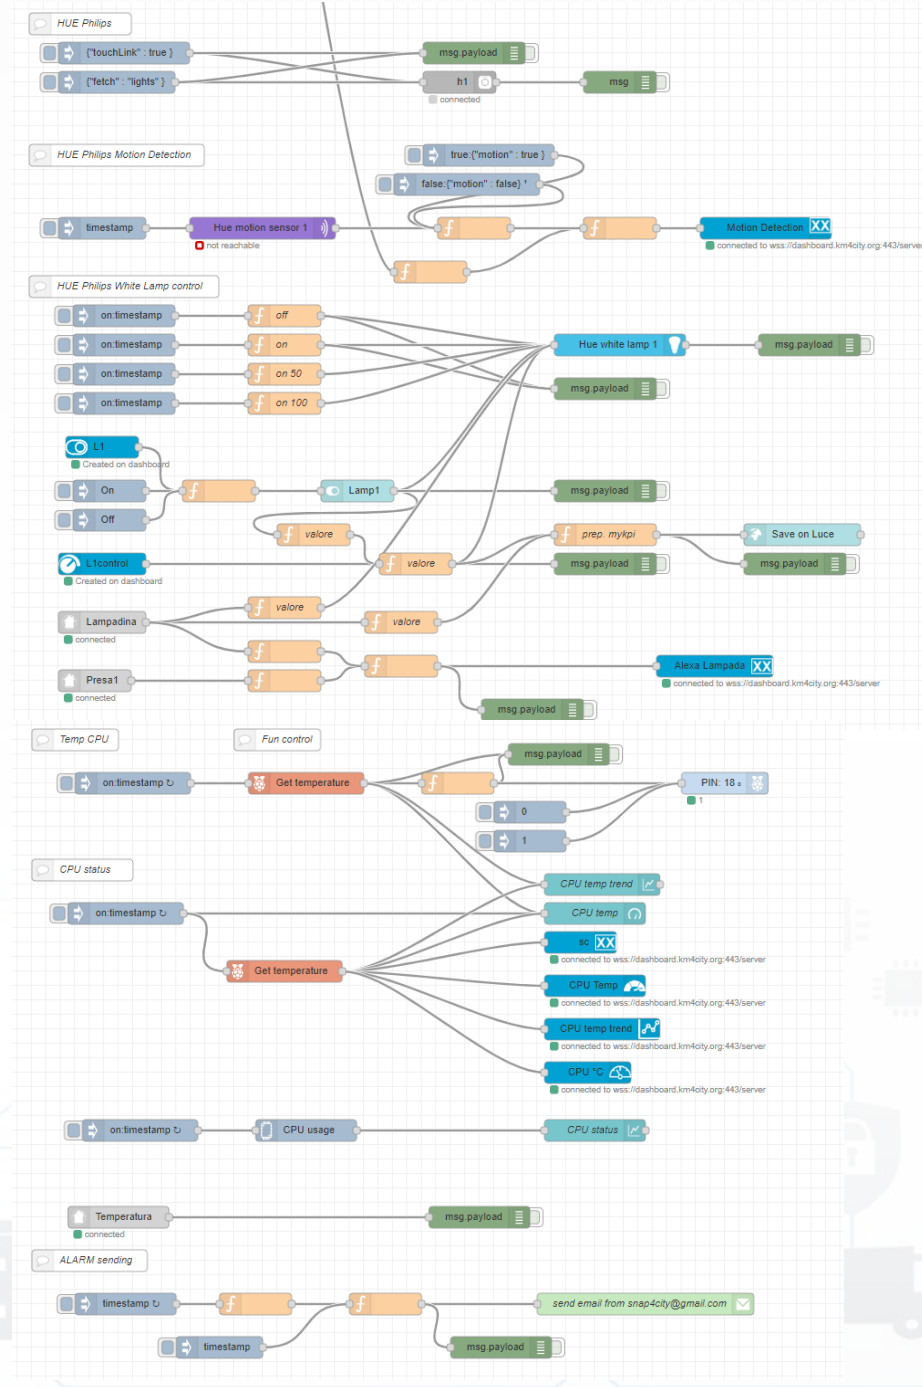 HUE Philips
{"touchLink" : true }
msg.payload
{"fetch" : "lights" }
h1
msg
connected
HUE Philips Motion Detection
true:{"motion" : true }
false:{"motion" : false} ¹
timestamp
Hue motion sensor 1
Motion Detection
not reachable
connected to wss://dashboard.km4city.org:443/server
HUE Philips White Lamp control
on:timestamp
off
on:timestamp
on
Hue white lamp 1
msg.payload
on:timestamp
on 50
msg.payload
on:timestamp
on 100
L1
Created on dashboard
On
Lamp1
msg.payload
Off
valore
prep. mykpi
Save on Luce
L1control
valore
msg.payload
msg.payload
Created on dashboard
valore
Lampadina
valore
connected
Alexa Lampada
Presa1
connected to wss://dashboard.km4city.org:443/server
connected
msg.payload
Temp CPU
Fun control
msg.payload
on:timestamp ↻
Get temperature
PIN: 18
1
0
1
CPU status
CPU temp trend
on:timestamp ↻
CPU temp
sc
connected to wss://dashboard.km4city.org:443/server
Get temperature
CPU Temp
connected to wss://dashboard.km4city.org:443/server
CPU temp trend
connected to wss://dashboard.km4city.org:443/server
CPU °C
connected to wss://dashboard.km4city.org:443/server
on:timestamp ↻
CPU usage
CPU status
Temperatura
msg.payload
connected
ALARM sending
timestamp ↻
send email from snap4city@gmail.com
timestamp
msg.payload